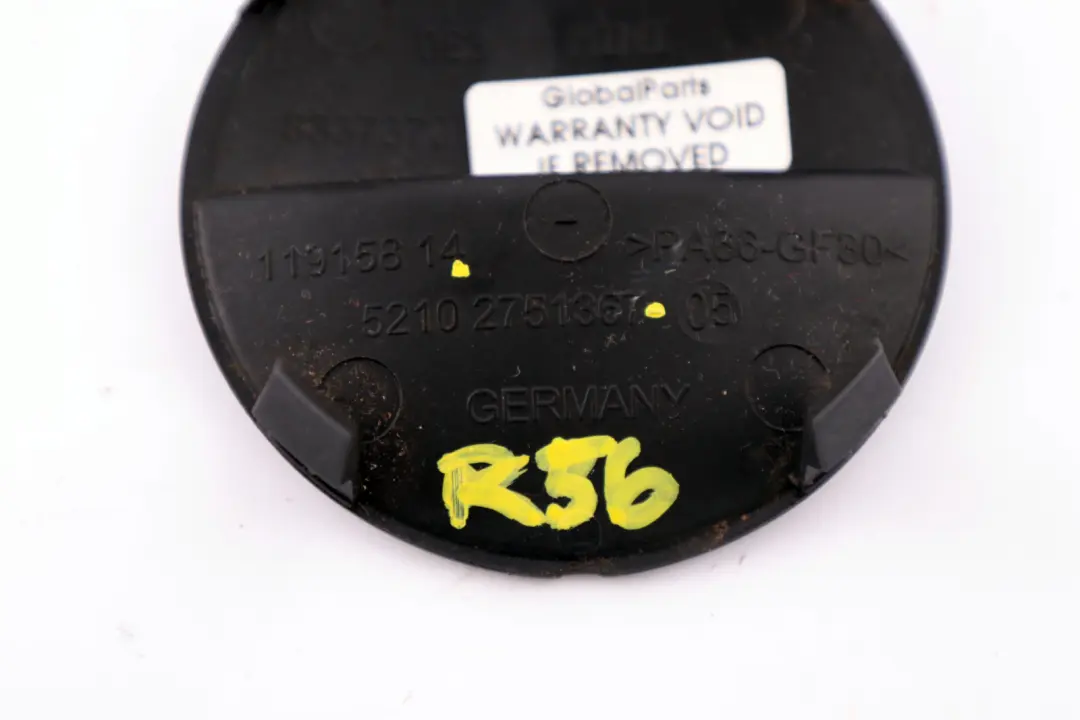 GlobalParts
WARRANTY VOID
IF REMOVED
119158 14 >PA66-GF30<
5210 2751367 05
GERMANY
R56